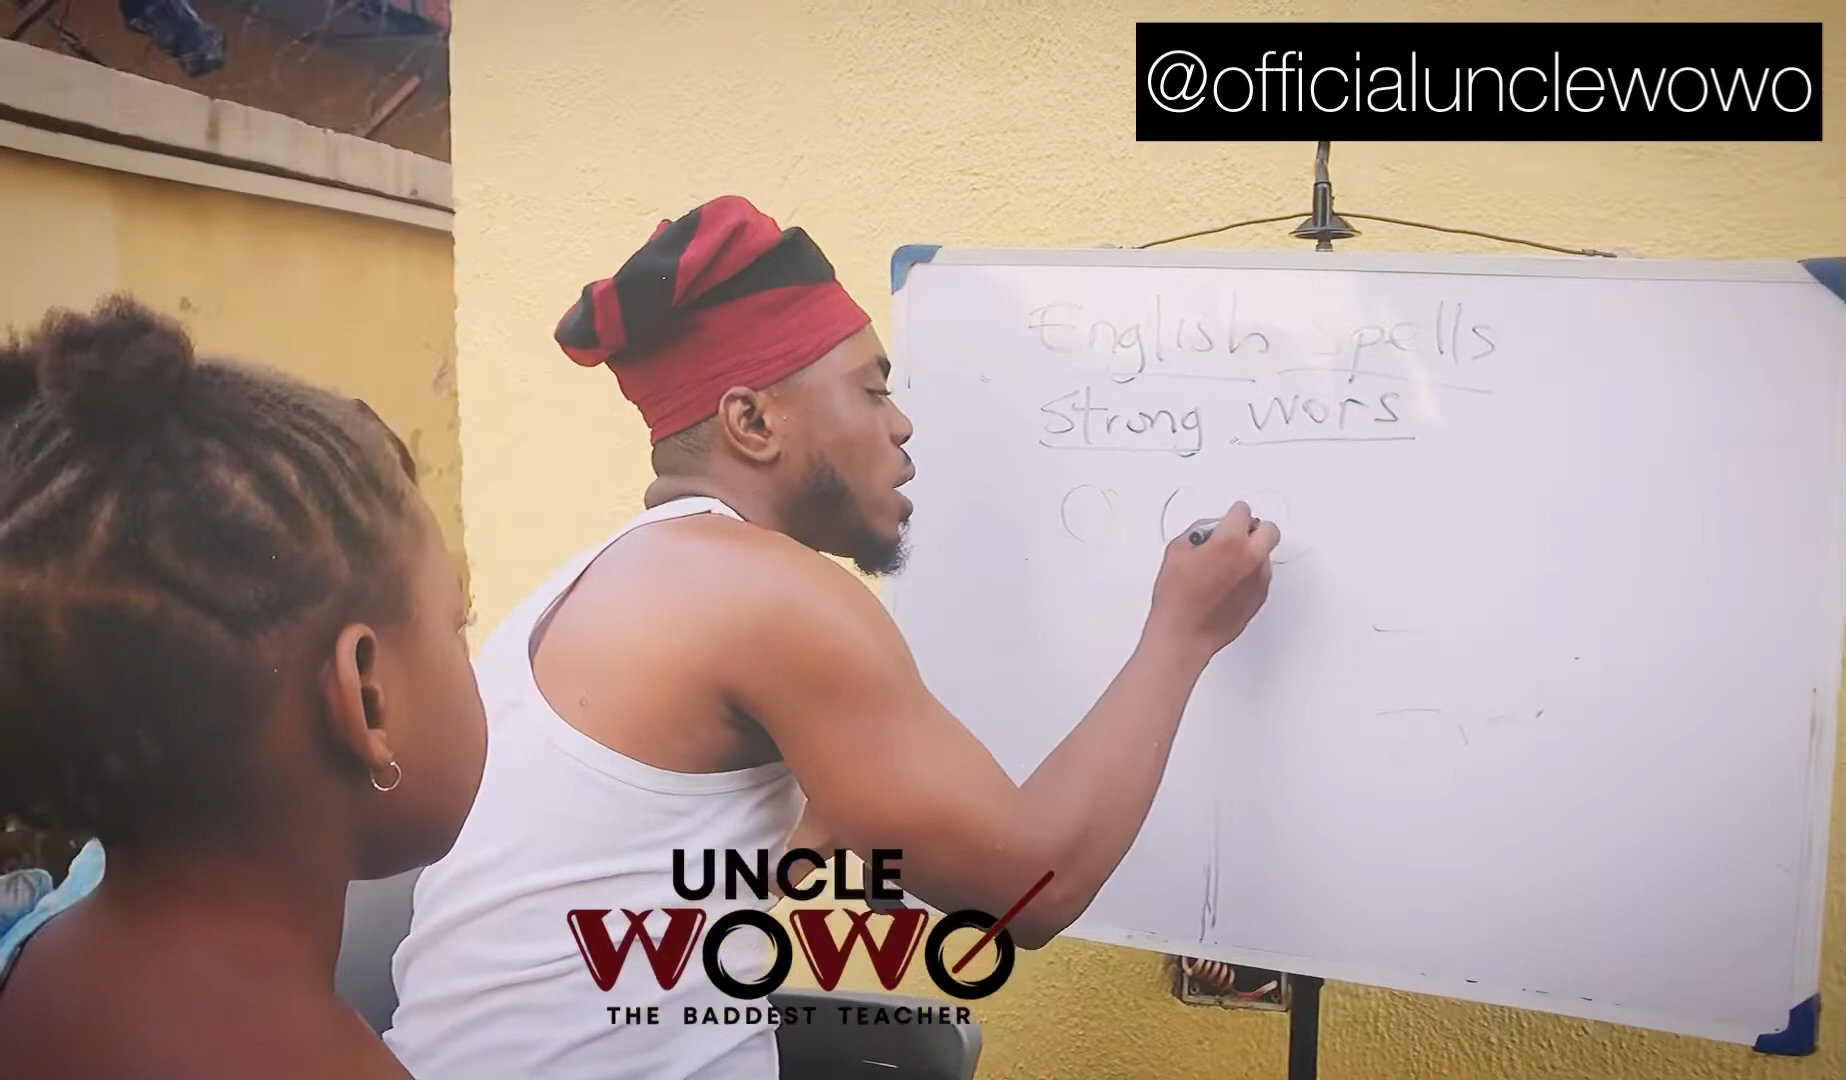 @officialunclewowo
English Spells
Strong wors
UNCLE
WOWO
THE BADDEST TEACHER